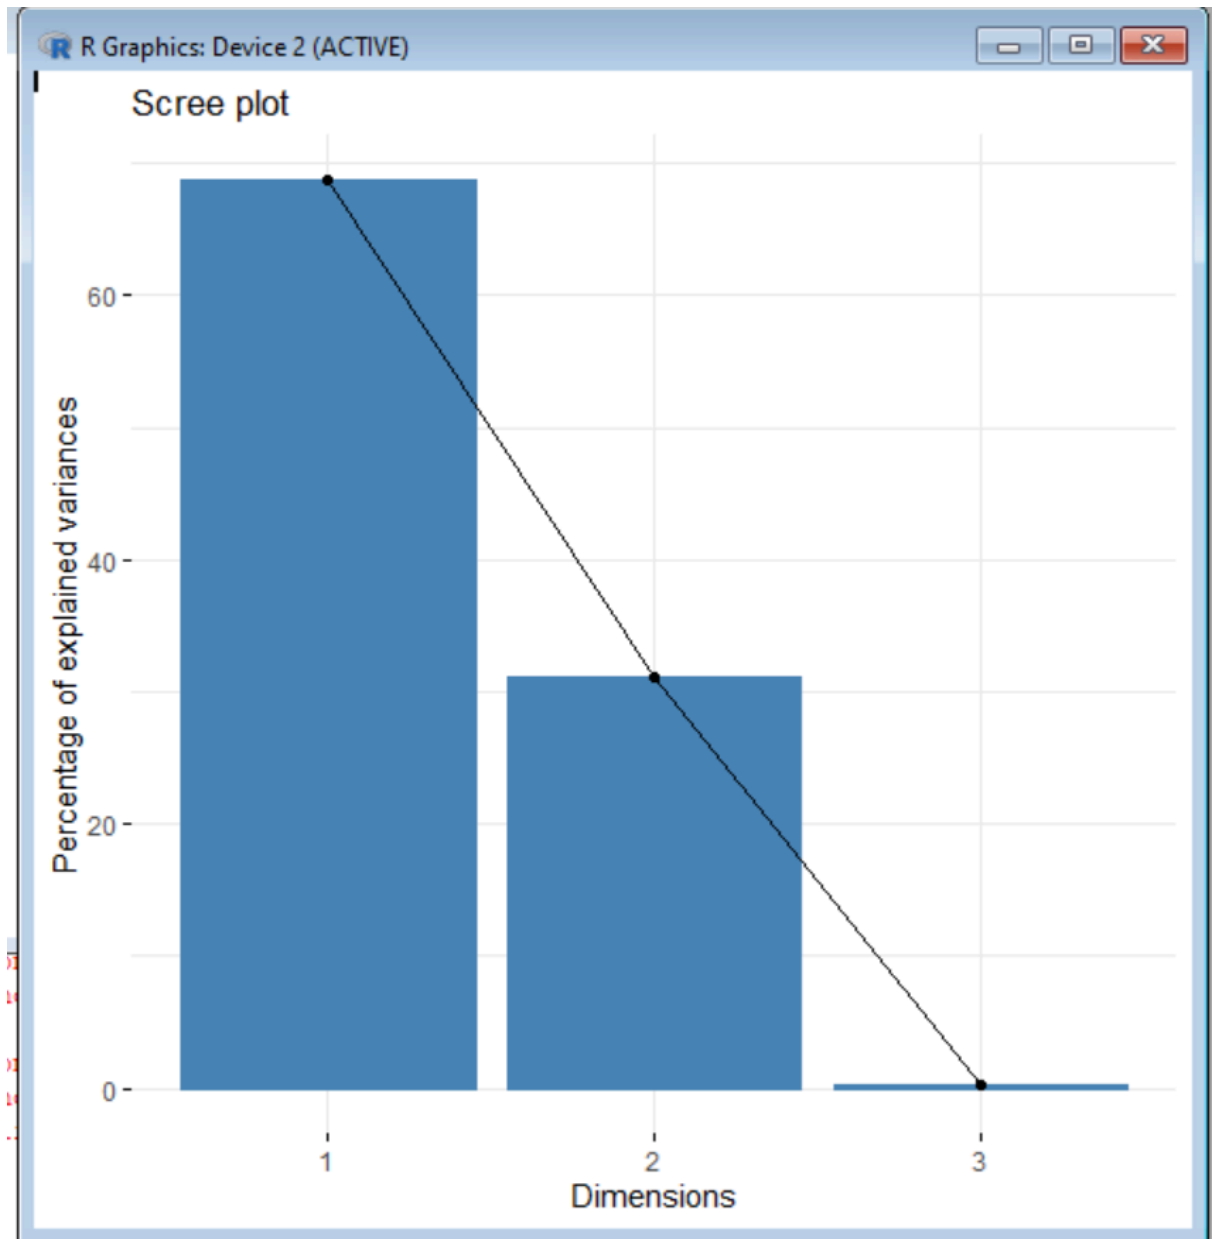 R Graphics: Device 2 (ACTIVE)
Scree plot
Percentage of explained variances
60
40
20
0
1 2 3
Dimensions